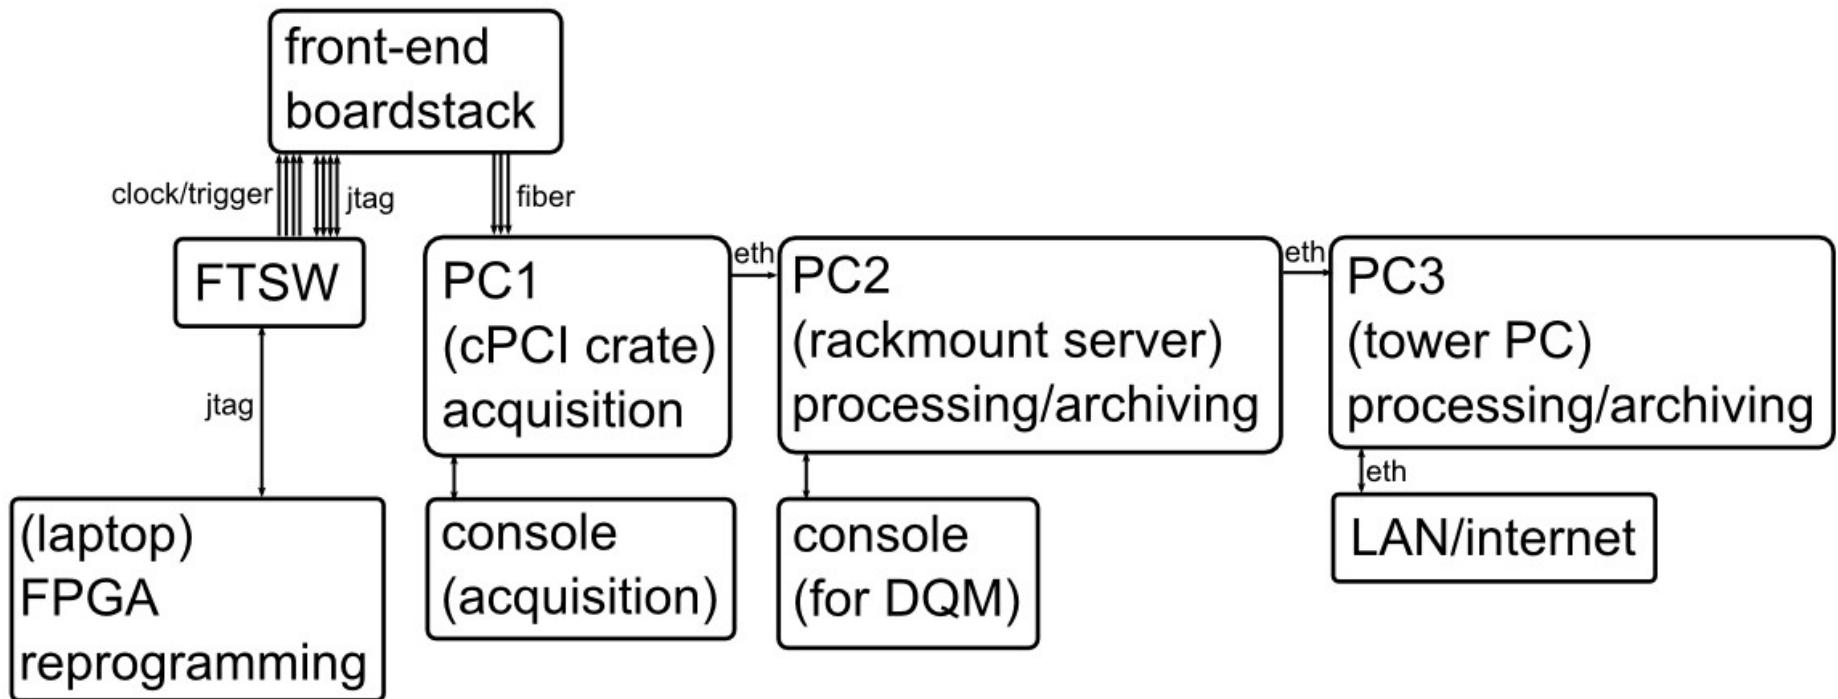 front-end
boardstack
clock/trigger
jtag
fiber
FTSW
PC1
(cPCI crate)
acquisition
eth
PC2
(rackmount server)
processing/archiving
eth
PC3
(tower PC)
processing/archiving
jtag
eth
(laptop)
FPGA
reprogramming
console
(acquisition)
console
(for DQM)
LAN/internet